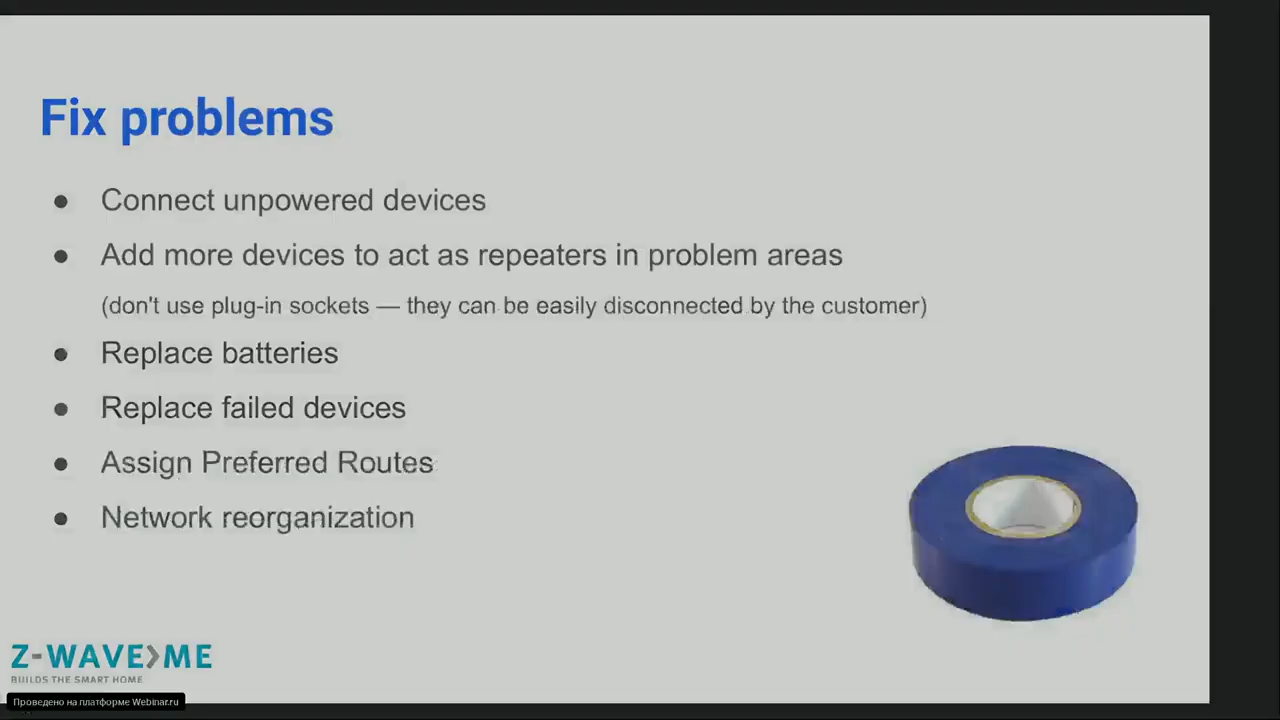 Fix problems
● Connect unpowered devices
● Add more devices to act as repeaters in problem areas
(don't use plug-in sockets — they can be easily disconnected by the customer)
● Replace batteries
● Replace failed devices
● Assign Preferred Routes
● Network reorganization
Z-WAVE>ME
BUILDS THE SMART HOME
Проведено на платформе Webinar.ru